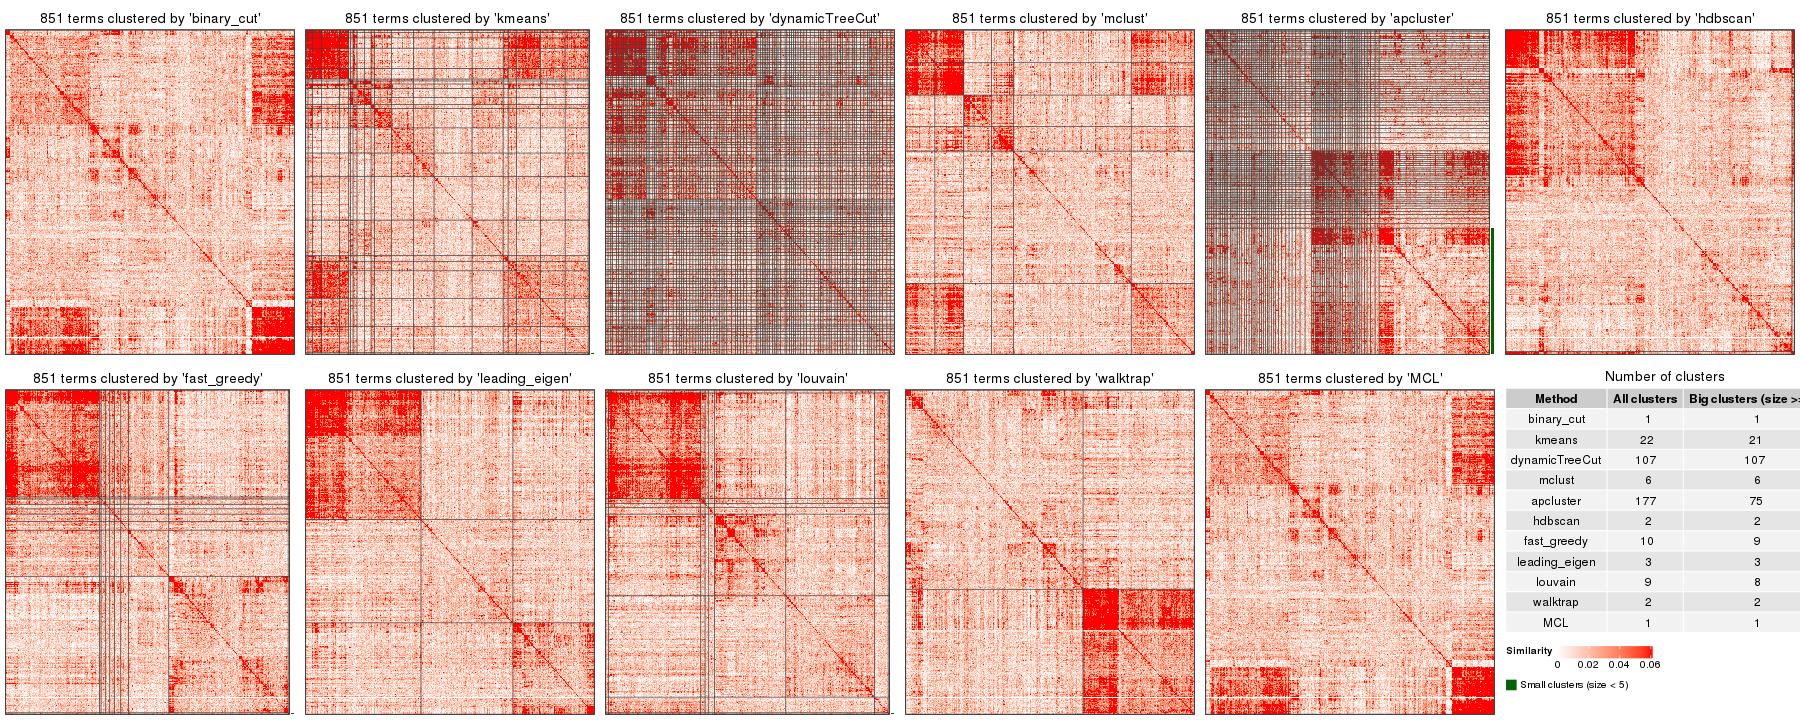 851 terms clustered by 'binary_cut'
851 terms clustered by 'kmeans'
851 terms clustered by 'dynamicTreeCut'
851 terms clustered by 'mclust'
851 terms clustered by 'apcluster'
851 terms clustered by 'hdbscan'
851 terms clustered by 'fast_greedy'
851 terms clustered by 'leading_eigen'
851 terms clustered by 'louvain'
851 terms clustered by 'walktrap'
851 terms clustered by 'MCL'
Number of clusters
Method All clusters Big clusters (size >=
binary_cut 1 1
kmeans 22 21
dynamicTreeCut 107 107
mclust 6 6
apcluster 177 75
hdbscan 2 2
fast_greedy 10 9
leading_eigen 3 3
louvain 9 8
walktrap 2 2
MCL 1 1
Similarity
0 0.02 0.04 0.06
Small clusters (size < 5)